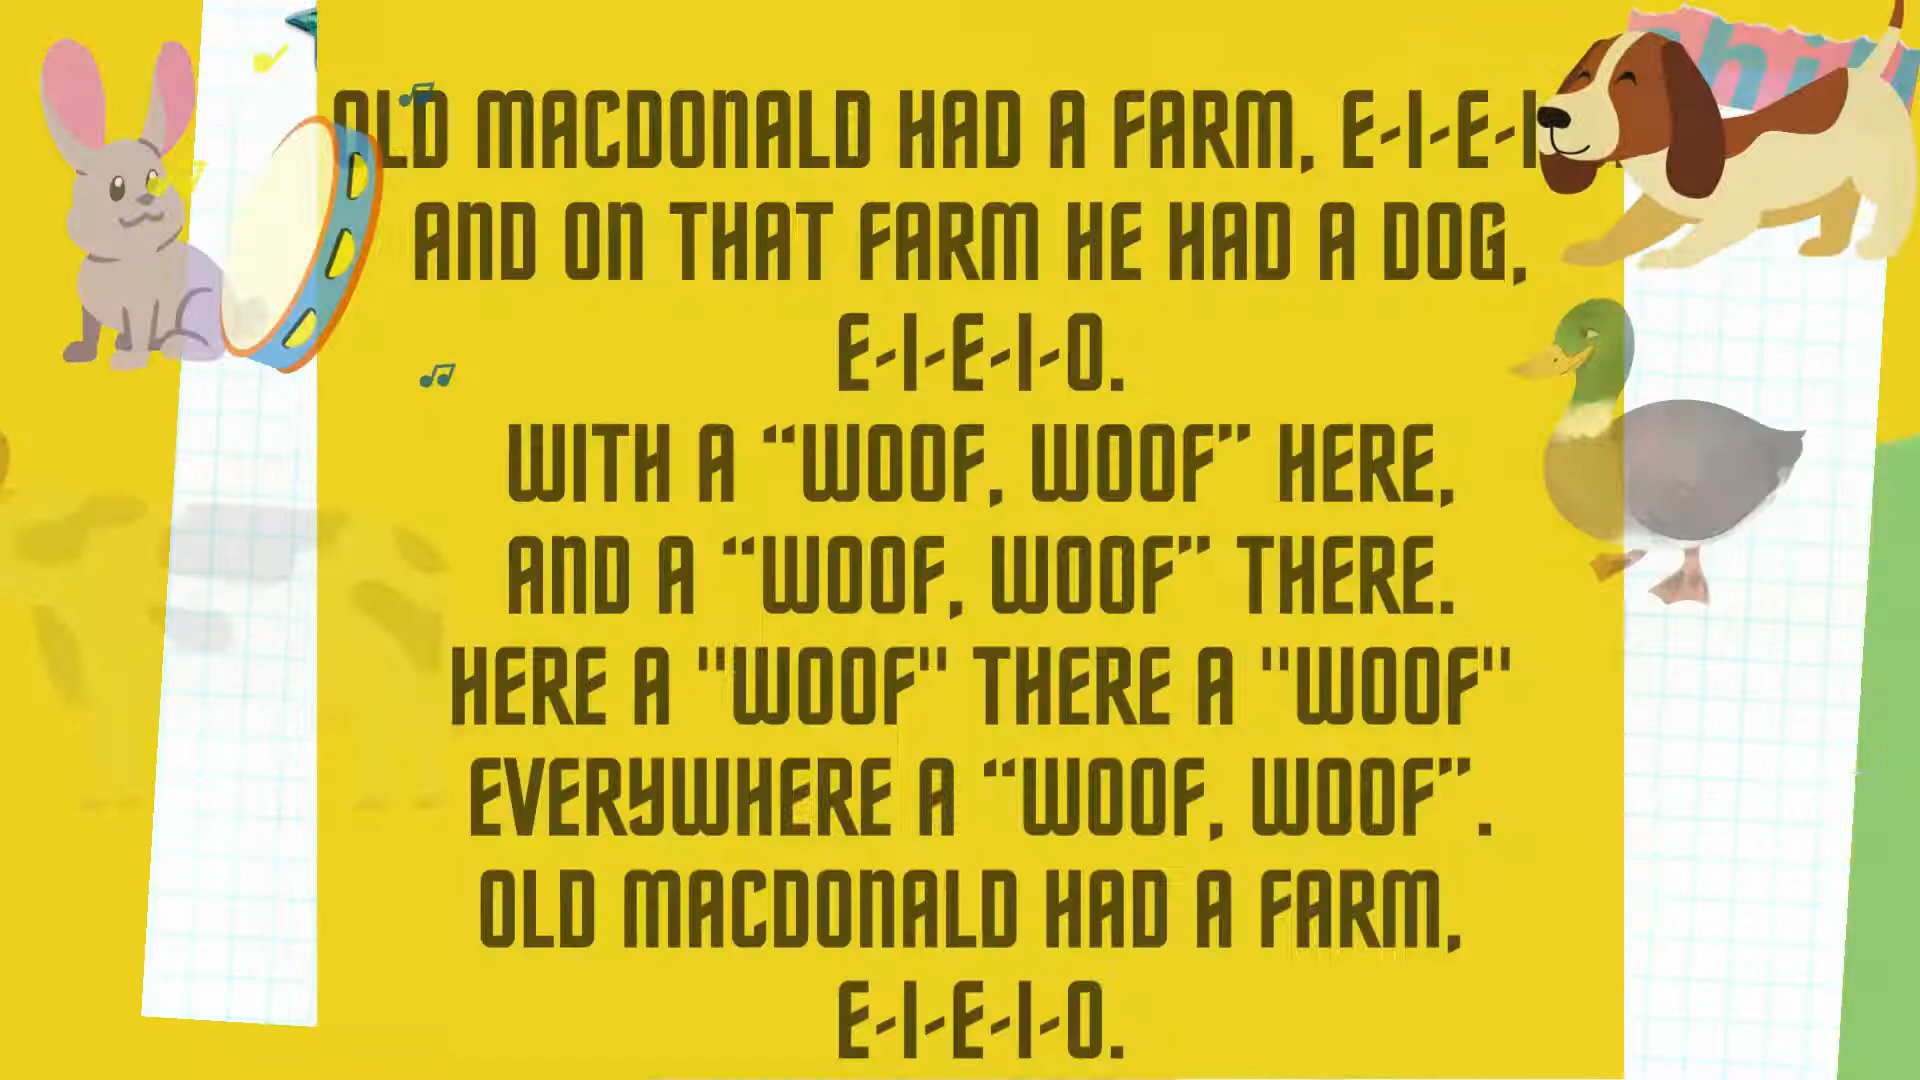 OLD MACDONALD HAD A FARM, E-I-E-I
AND ON THAT FARM HE HAD A DOG,
E-I-E-I-O.
WITH A “WOOF, WOOF” HERE,
AND A “WOOF, WOOF” THERE.
HERE A "WOOF" THERE A "WOOF"
EVERYWHERE A “WOOF, WOOF”.
OLD MACDONALD HAD A FARM,
E-I-E-I-O.